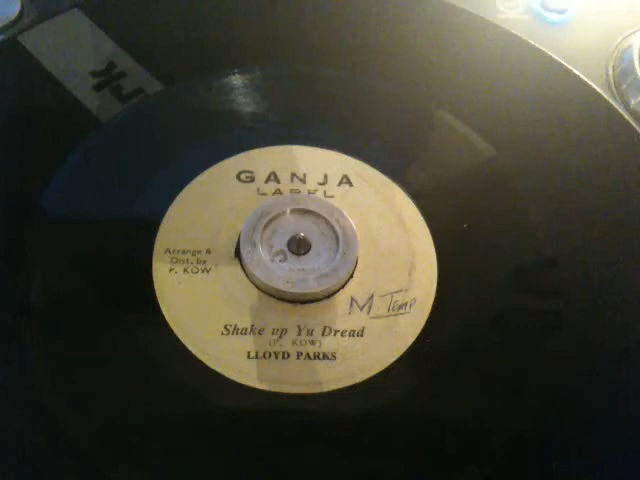 GANJA
LABEL
Arrange &
Dist. by
P. KOW
M Temp
Shake up Yu Dread
(P. KOW)
LLOYD PARKS